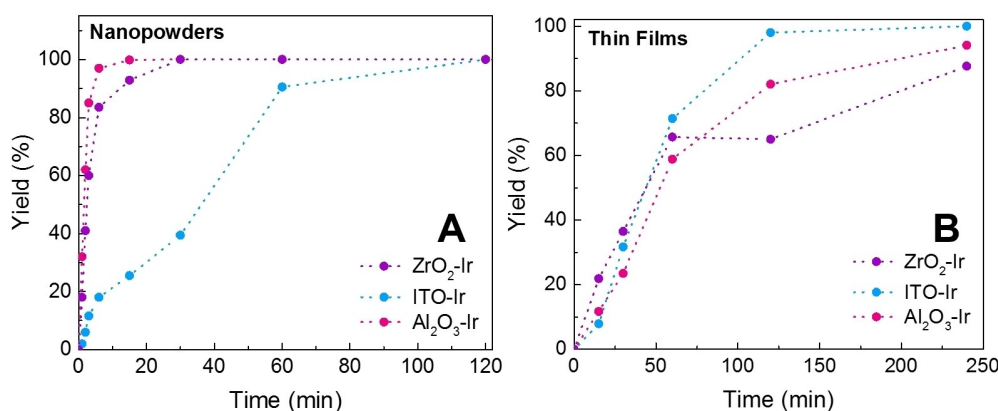 Nanopowders
100
80
60
40
20
0
Yield (%)
A
ZrO₂-Ir
ITO-Ir
Al₂O₃-Ir
0 20 40 60 80 100 120
Time (min)
Thin Films
100
80
60
40
20
0
Yield (%)
B
ZrO₂-Ir
ITO-Ir
Al₂O₃-Ir
0 50 100 150 200 250
Time (min)